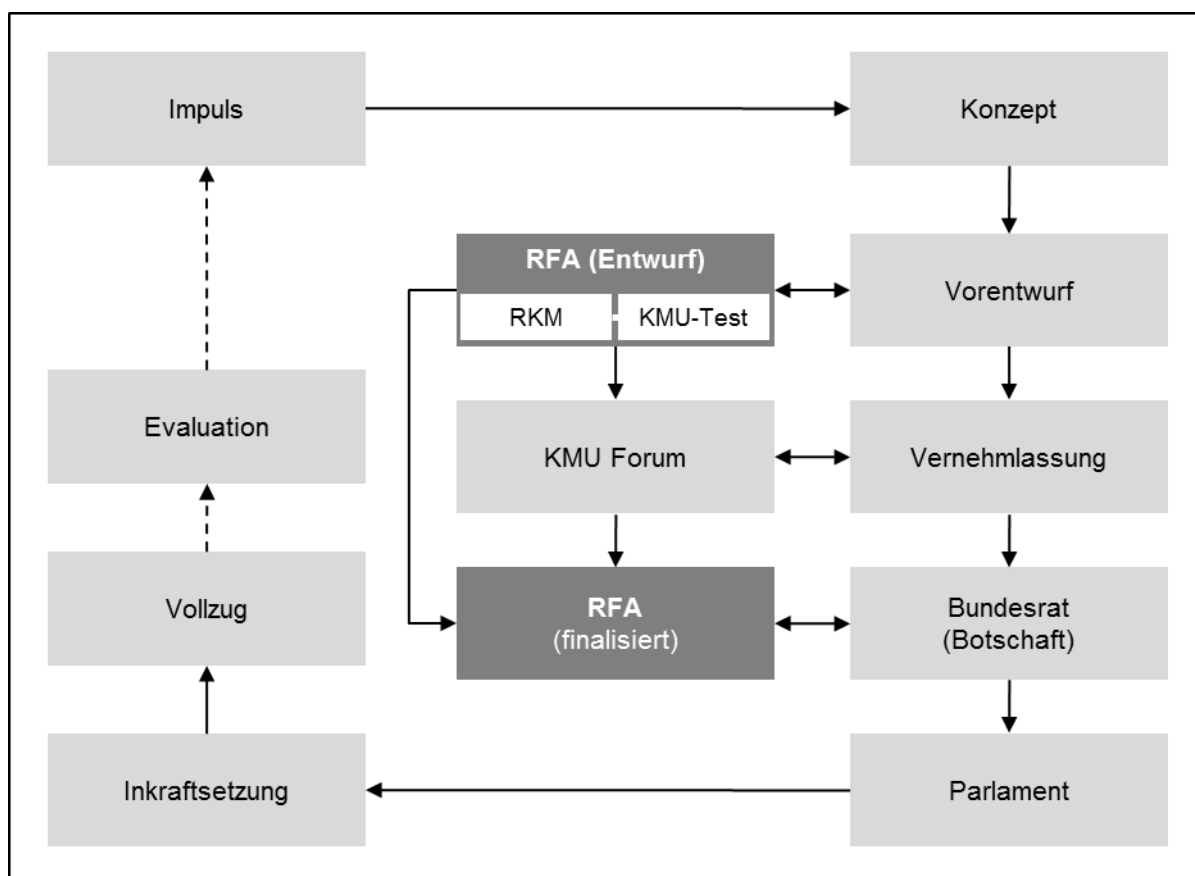 Impuls
Konzept
RFA (Entwurf)
RKM
KMU-Test
Vorentwurf
Evaluation
KMU Forum
Vernehmlassung
Vollzug
RFA
(finalisiert)
Bundesrat
(Botschaft)
Inkraftsetzung
Parlament